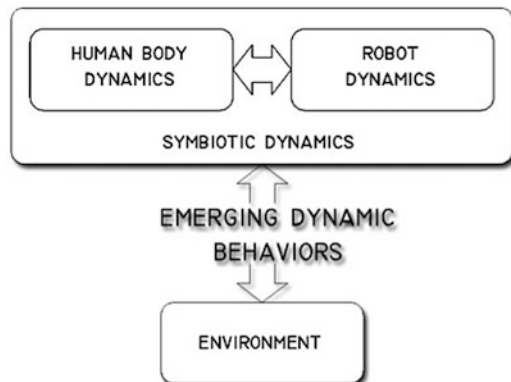 HUMAN BODY
DYNAMICS
ROBOT
DYNAMICS
SYMBIOTIC DYNAMICS
EMERGING DYNAMIC
BEHAVIORS
ENVIRONMENT